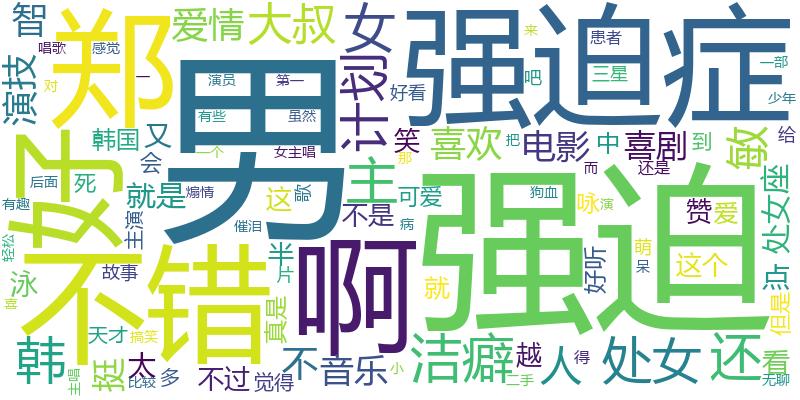 智
郑
爱情
大叔
女
强迫症
唱歌
感觉
来
患者
演技
男
计划
好看
吧
三星
一部
对
一
演员
第一
少年
有些
虽然
韩国
又
笑
喜欢
把
电影
中
喜剧
到
敏
给
好
会
一个
女主唱
那
而
还是
死
煽情
这
歌
主
可爱
强迫
狗血
咏
演
赞
爱
处女座
有趣
后面
就是
不是
主演
催泪
病
轻松
不错
啊
半
片
好听
萌
呆
这个
点
故事
泳
就
真是
但是
喜
天才
搞笑
韩
挺
太
不
音乐
洁癖
越
人
处女
还
看
主唱
比较
多
不过
觉得
小
二手
得
无聊